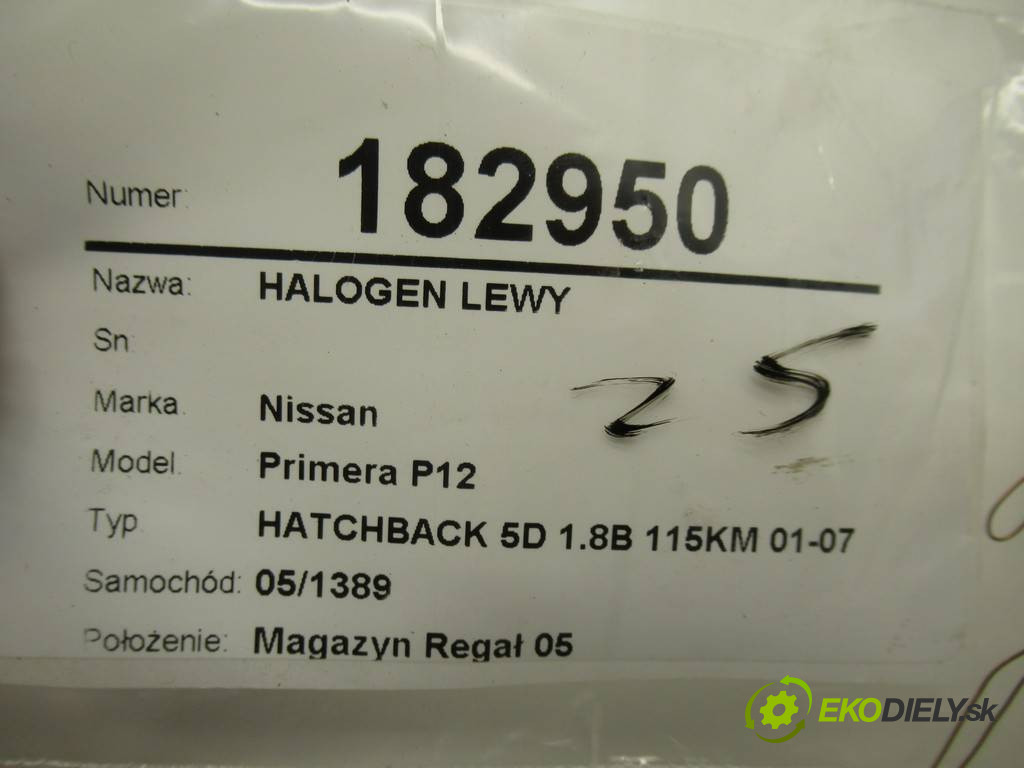 Numer: 182950
Nazwa: HALOGEN LEWY
Sn
25
Marka Nissan
Model Primera P12
Typ HATCHBACK 5D 1.8B 115KM 01-07
Samochód: 05/1389
Położenie: Magazyn Regał 05
EKODIELY.sk